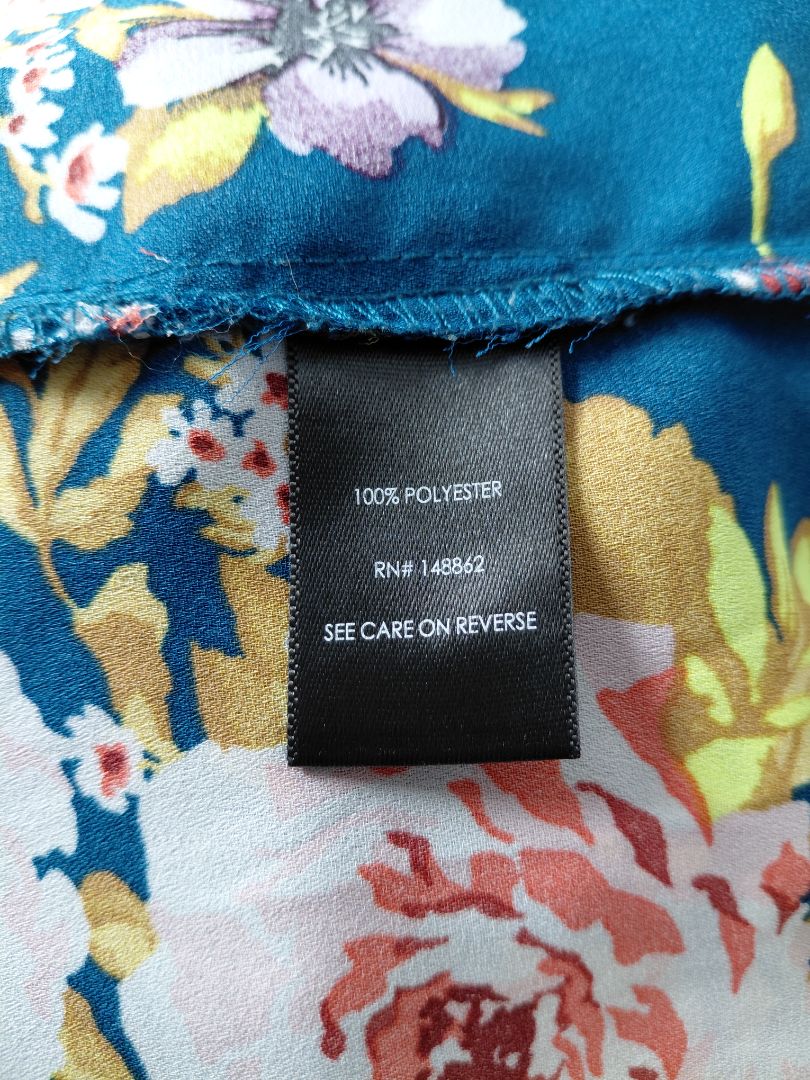 100% POLYESTER
RN# 148862
SEE CARE ON REVERSE